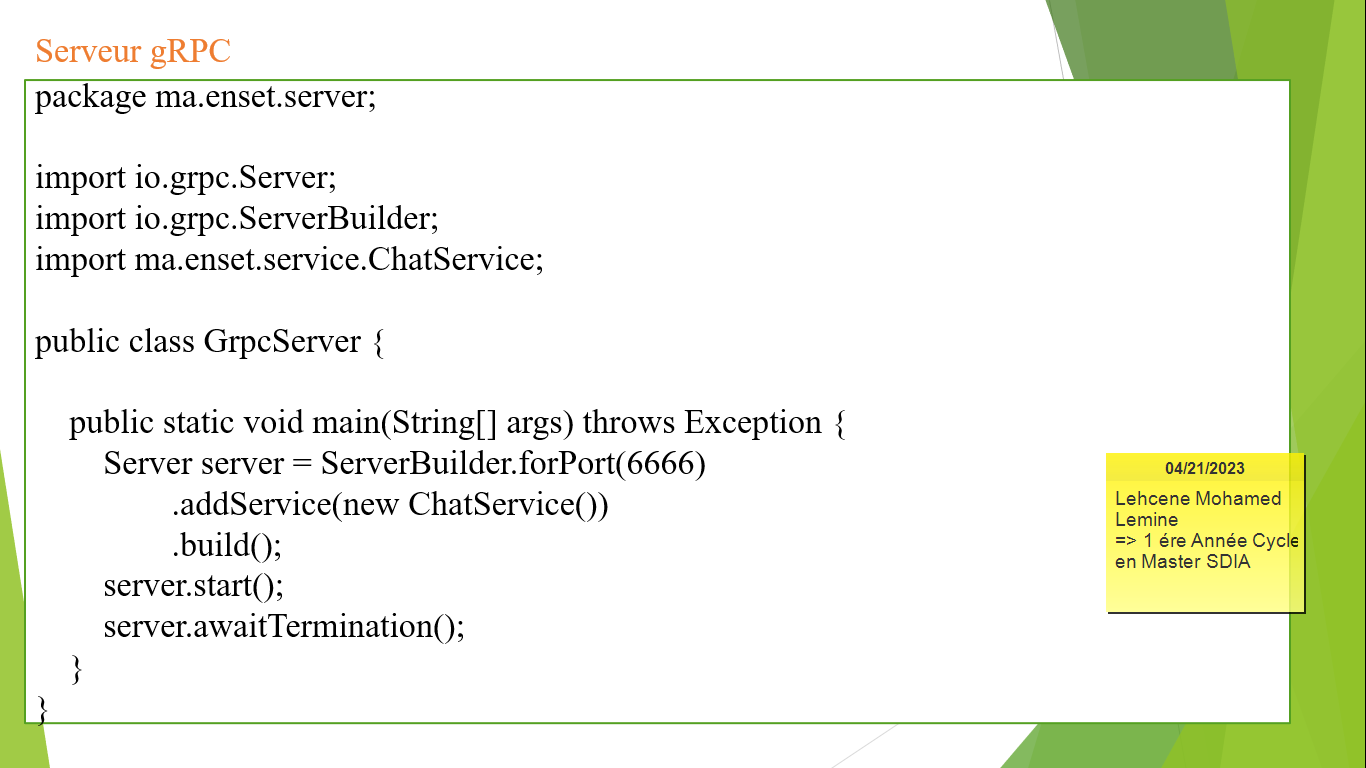 Serveur gRPC
package ma.enset.server;
import io.grpc.Server;
import io.grpc.ServerBuilder;
import ma.enset.service.ChatService;
public class GrpcServer {
public static void main(String[] args) throws Exception {
Server server = ServerBuilder.forPort(6666)
.addService(new ChatService())
.build();
server.start();
server.awaitTermination();
}
}
04/21/2023
Lehcene Mohamed
Lemine
=> 1 ére Année Cycle
en Master SDIA